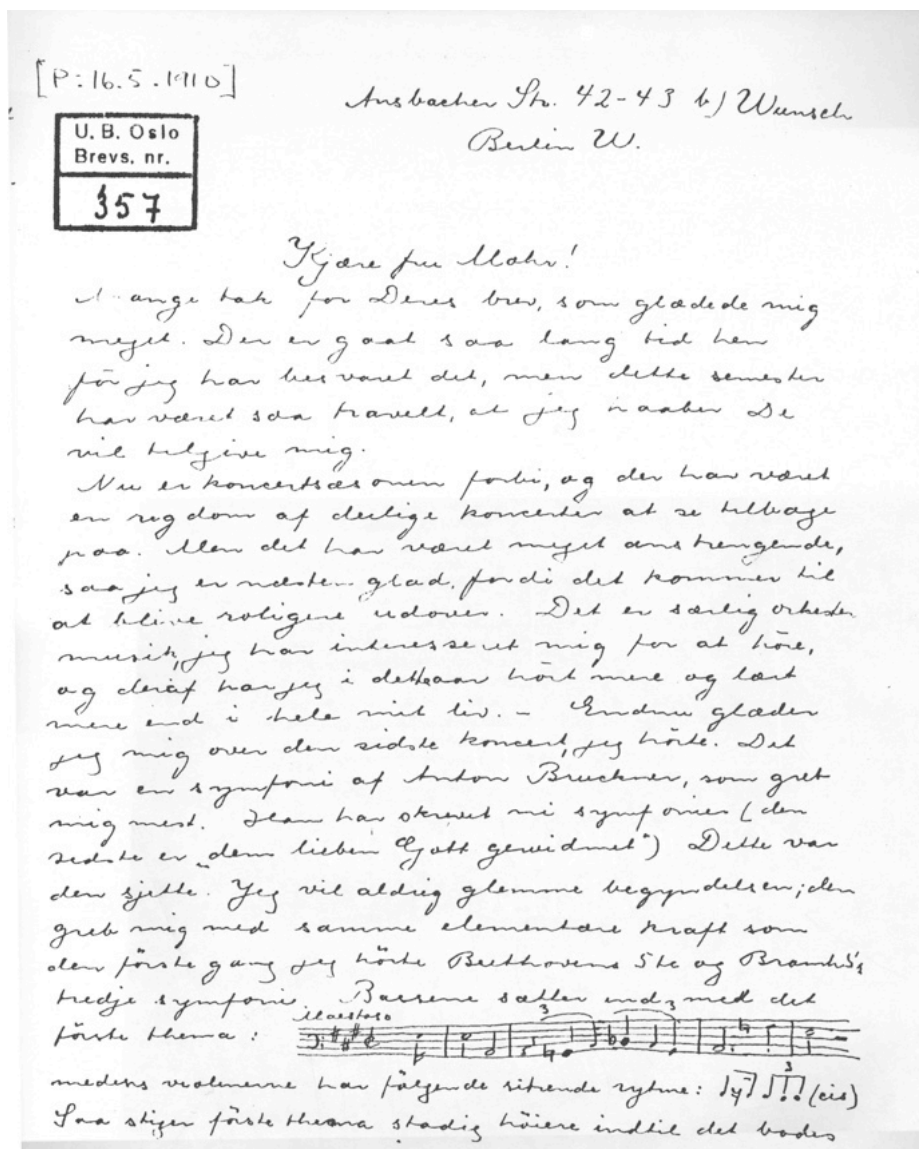 [P: 16.5.1910]
Ansbacher Str. 42-43 b/ Wunsch
Berlin W.
U. B. Oslo
Brevs. nr.
357
Kjære fru Mohr!
Mange tak for Deres brev, som glædede mig
meget. Der er gaat saa lang tid hen
før jeg har besvaret det, men dette semester
har været saa travelt, at jeg haaber De
vil tilgive mig.
Nu er koncertsæsonen forbi, og der har været
en rigdom af deilige koncerter at se tilbage
paa. Men det har været meget anstrengende,
saa jeg er næsten glad, fordi det kommer til
at blive roligere udover. Det er særlig orkester
musik, jeg har interesseret mig for at höre,
og deraf har jeg i dette aar hört mere og lært
mere end i hele mit liv. – Endnu glæder
jeg mig over den sidste koncert, jeg hörte. Det
var en symfoni af Anton Bruckner, som greb
mig mest. Han har skrevet ni symfonier (den
sidste er „dem lieben Gott gewidmet") Dette var
den sjette. Jeg vil aldrig glemme begyndelsen; den
greb mig med samme elementære kraft som
den förste gang jeg hörte Beethovens 5te og Bramhs's
tredje symfoni. Basserne sætter ind med det
Maestoso
förste thema: 3 3
medens violinerne har fölgende sitrende rytme: 3 (cis)
Saa stiger förste thema stadig höiere indtil det bades